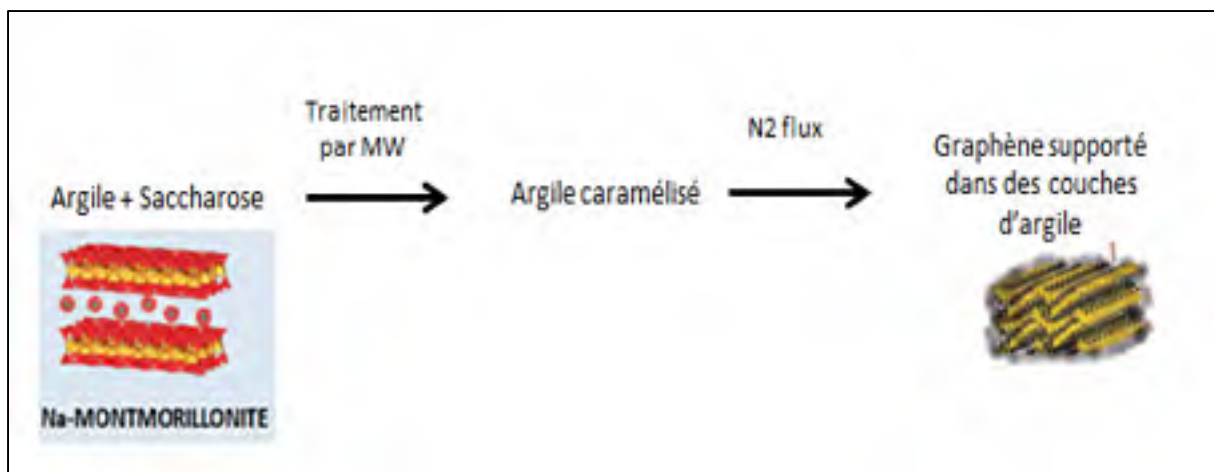 Argile + Saccharose
Na-MONTMORILLONITE
Traitement
par MW
Argile caramélisé
N2 flux
Graphène supporté
dans des couches
d'argile